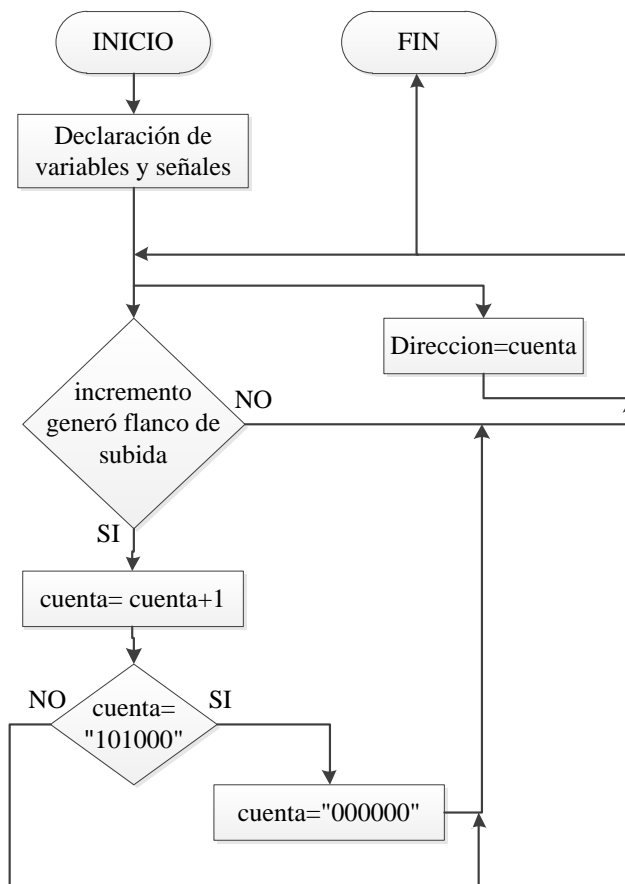 INICIO
FIN
Declaración de
variables y señales
Direccion=cuenta
incremento
generó flanco de
subida
NO
SI
cuenta= cuenta+1
NO
cuenta=
"101000"
SI
cuenta="000000"